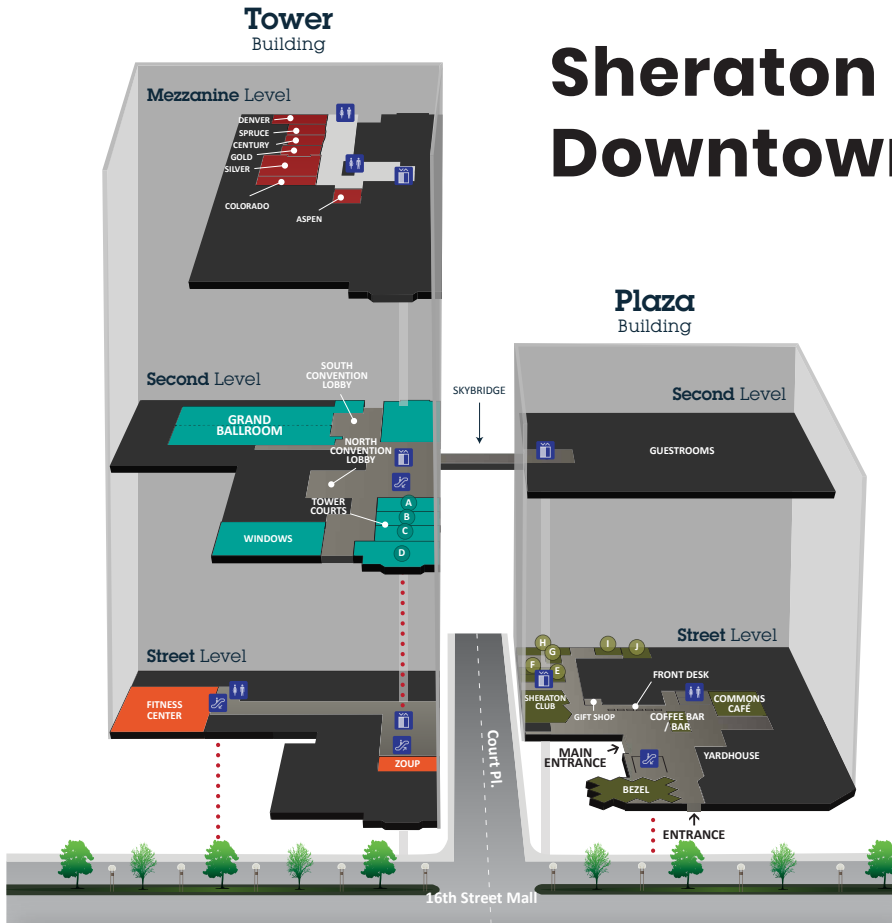 Tower
Building
Sheraton
Downtown
Mezzanine Level
DENVER
SPRUCE
CENTURY
GOLD
SILVER
COLORADO
ASPEN
Plaza
Building
Second Level
SOUTH
CONVENTION
LOBBY
GRAND
BALLROOM
NORTH
CONVENTION
LOBBY
TOWER
COURTS
A
B
C
D
WINDOWS
SKYBRIDGE
Second Level
GUESTROOMS
Street Level
FITNESS
CENTER
ZOUP
Court Pl.
Street Level
H
G
I
J
F
E
SHERATON
CLUB
GIFT SHOP
FRONT DESK
COFFEE BAR
/ BAR
COMMONS
CAFÉ
YARDHOUSE
MAIN
ENTRANCE
BEZEL
ENTRANCE
16th Street Mall